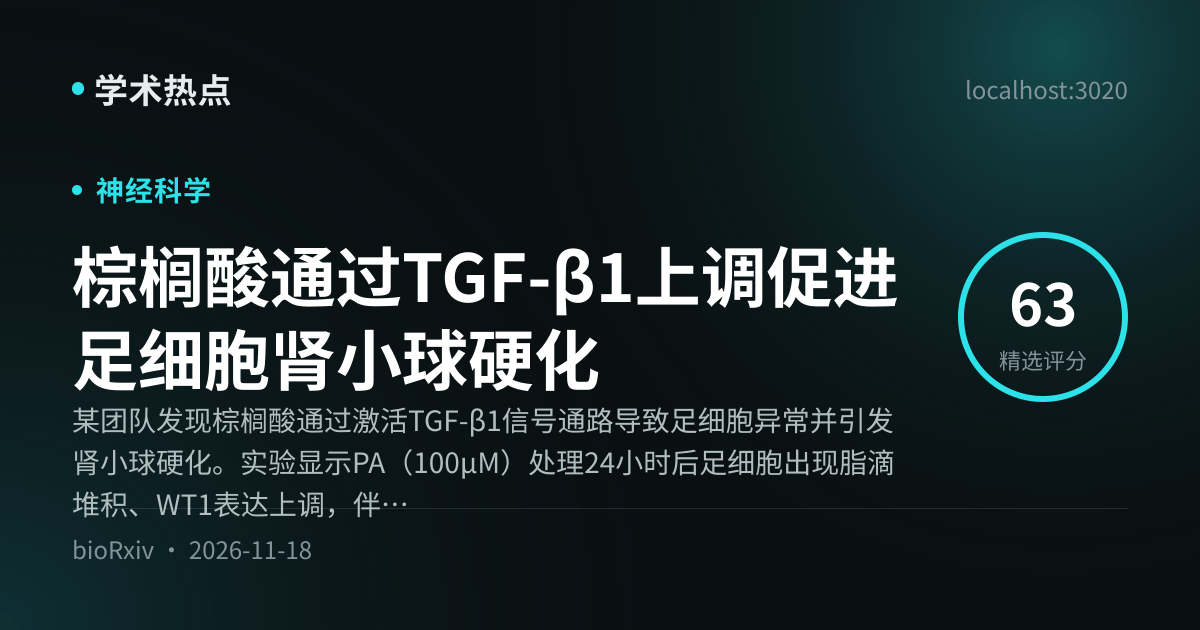 学术热点
localhost:3020
神经科学
棕榈酸通过TGF-β1上调促进
足细胞肾小球硬化
63
精选评分
某团队发现棕榈酸通过激活TGF-β1信号通路导致足细胞异常并引发
肾小球硬化。实验显示PA（100μM）处理24小时后足细胞出现脂滴
堆积、WT1表达上调，伴…
bioRxiv • 2026-11-18